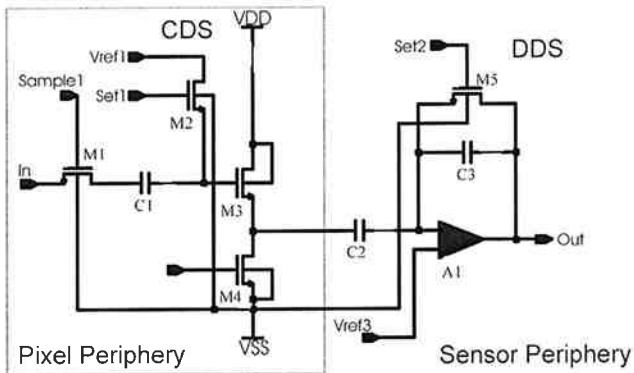 CDS
VDD
DDS
Vref1
Set2
Sample1
Set1
M5
M2
M1
In
C3
C1
M3
C2
Out
A1
M4
Vref3
VSS
Pixel Periphery
Sensor Periphery